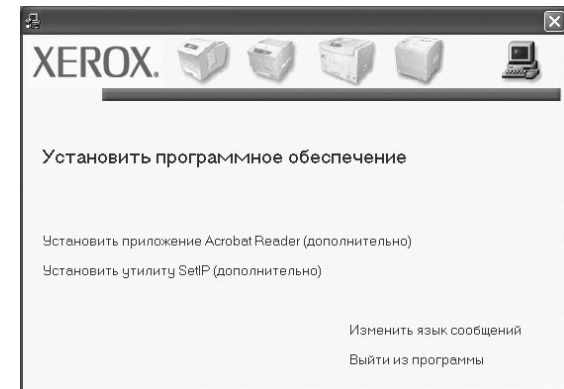 XEROX.
Установить программное обеспечение
Установить приложение Acrobat Reader (дополнительно)
Установить утилиту SetIP (дополнительно)
Изменить язык сообщений
Выйти из программы